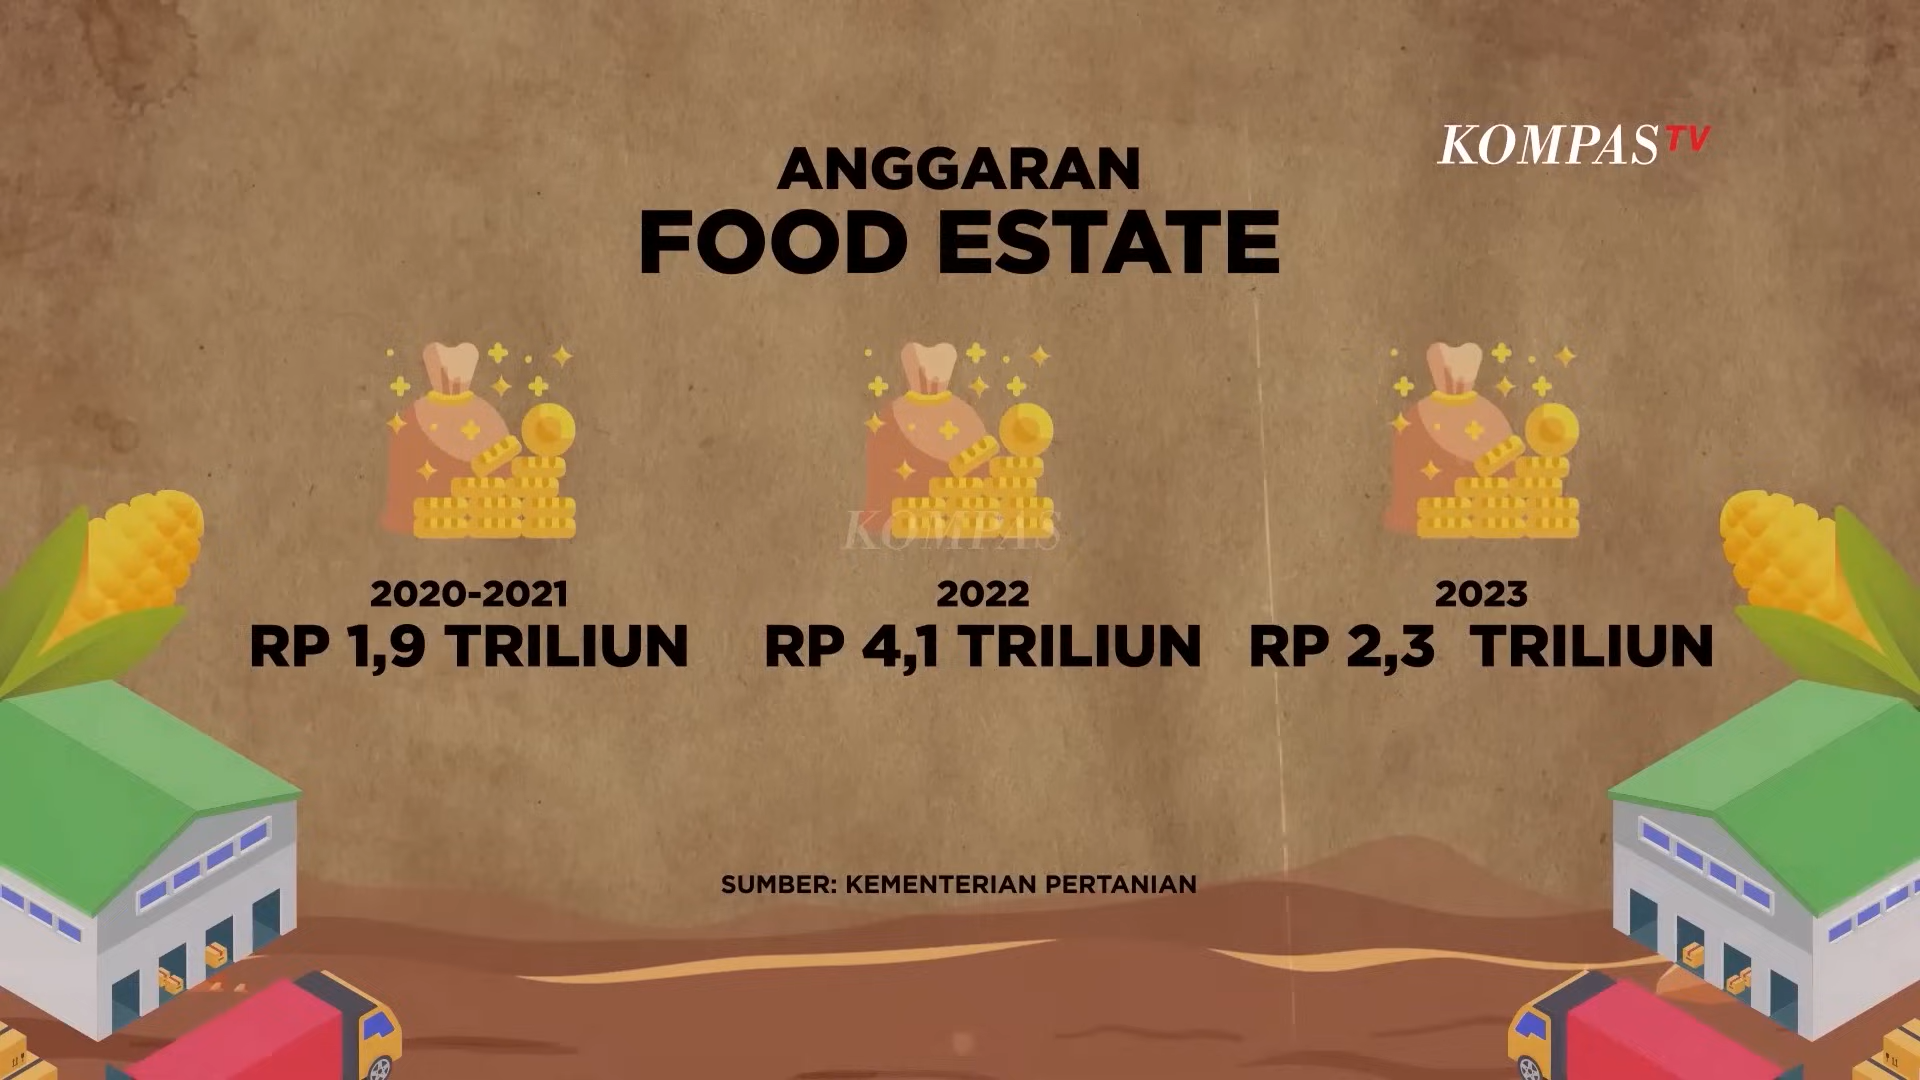 KOMPAS TV
ANGGARAN
FOOD ESTATE
KOMPAS
2020-2021
RP 1,9 TRILIUN
2022
RP 4,1 TRILIUN
2023
RP 2,3 TRILIUN
SUMBER: KEMENTERIAN PERTANIAN